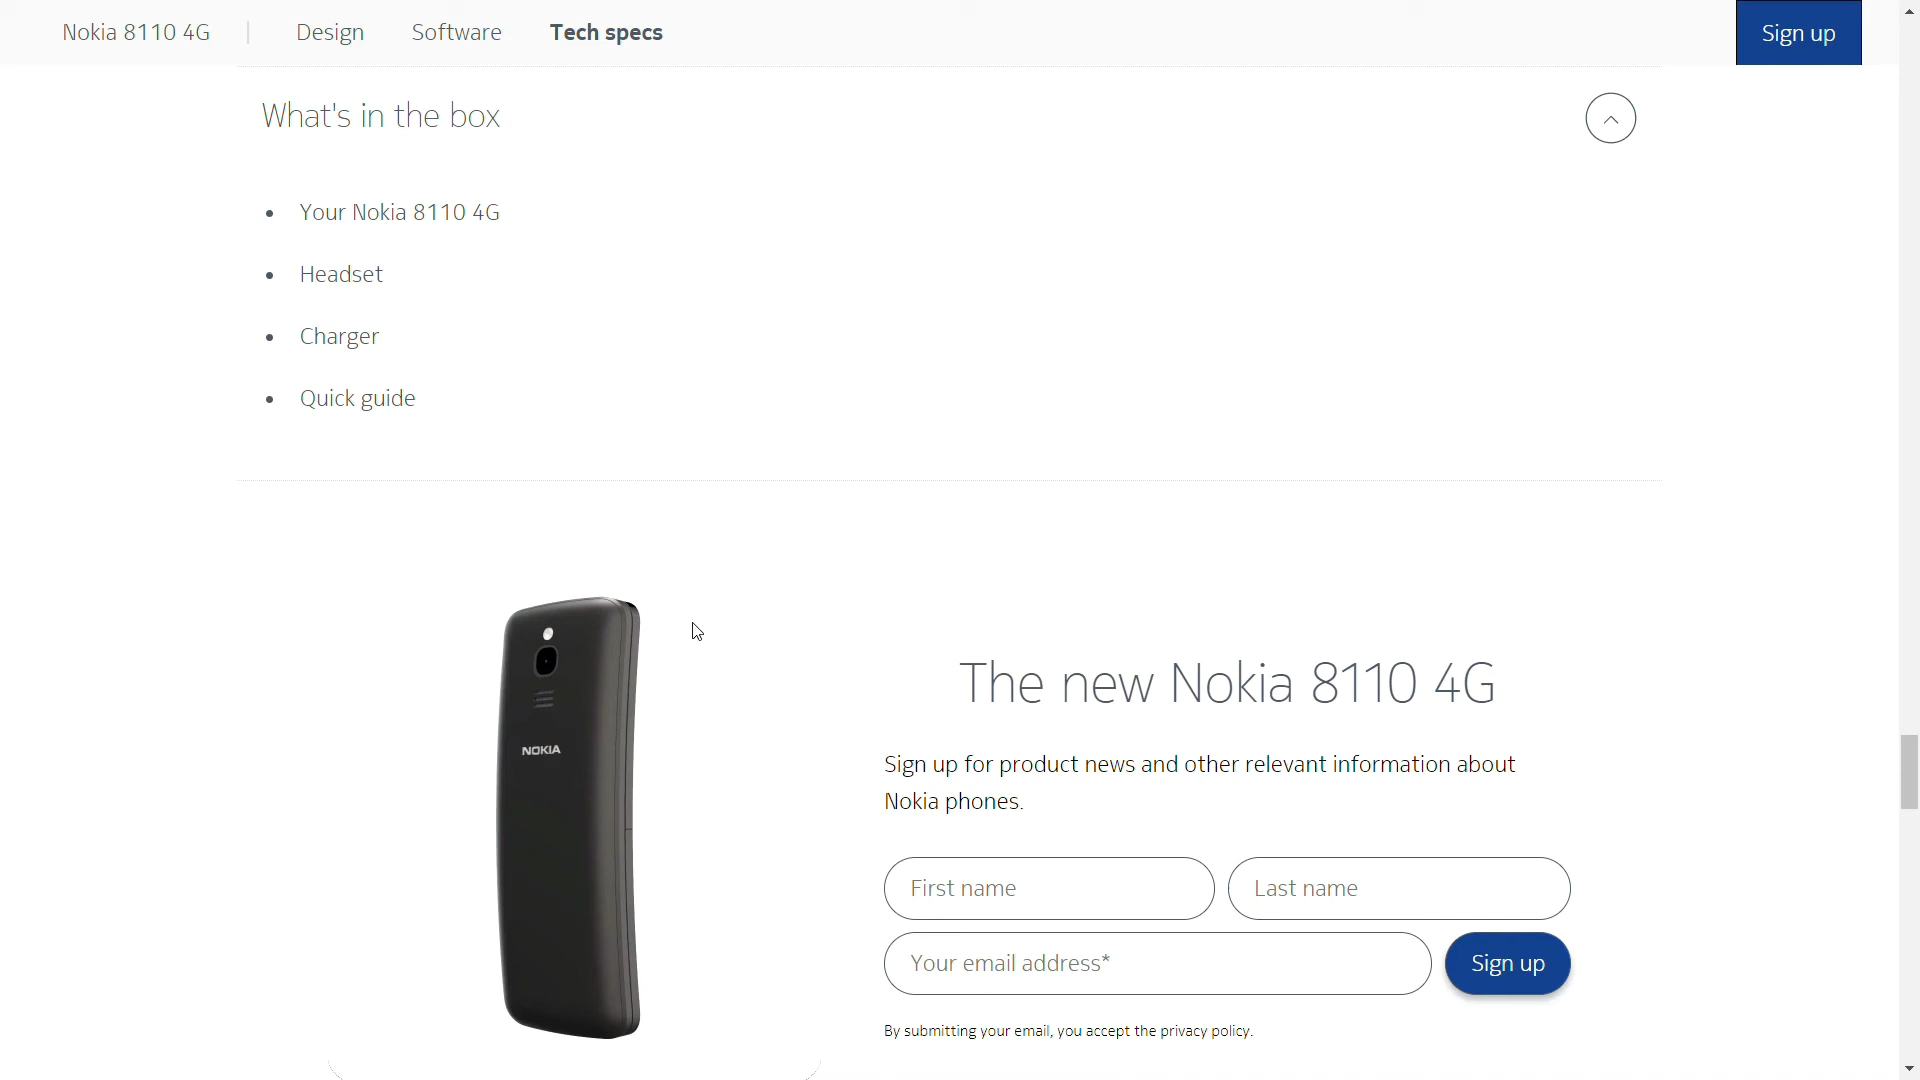 Nokia 8110 4G
Design
Software
Tech specs
Sign up
What's in the box
• Your Nokia 8110 4G
• Headset
• Charger
• Quick guide
NOKIA
The new Nokia 8110 4G
Sign up for product news and other relevant information about
Nokia phones.
First name
Last name
Your email address*
Sign up
By submitting your email, you accept the privacy policy.